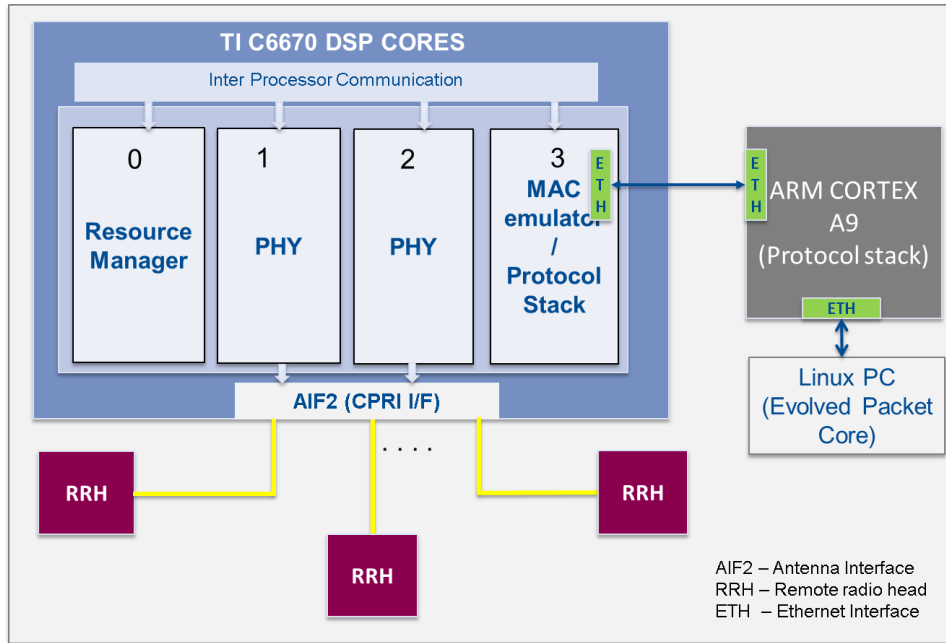 TI C6670 DSP CORES
Inter Processor Communication
0
Resource
Manager
1
PHY
2
PHY
3
MAC
emulator
/
Protocol
Stack
E
T
H
E
T
H
ARM CORTEX
A9
(Protocol stack)
ETH
Linux PC
(Evolved Packet
Core)
AIF2 (CPRI I/F)
. . . .
RRH
RRH
RRH
AIF2 – Antenna Interface
RRH – Remote radio head
ETH – Ethernet Interface